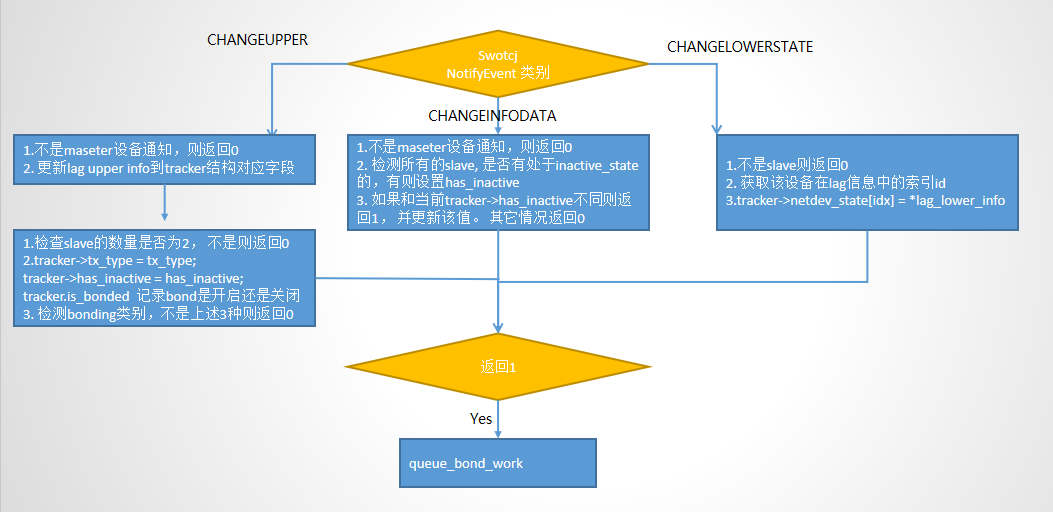 CHANGEUPPER
Swotcj
NotifyEvent 类别
CHANGELOWERSTATE
CHANGEINFODATA
1.不是maseter设备通知，则返回0
2. 更新lag upper info到tracker结构对应字段
1.不是maseter设备通知，则返回0
2. 检测所有的slave, 是否有处于inactive_state
的，有则设置has_inactive
3. 如果和当前tracker->has_inactive不同则返
回1， 并更新该值。 其它情况返回0
1.不是slave则返回0
2. 获取该设备在lag信息中的索引id
3.tracker->netdev_state[idx] = *lag_lower_info
1.检查slave的数量是否为2， 不是则返回0
2.tracker->tx_type = tx_type;
tracker->has_inactive = has_inactive;
tracker.is_bonded 记录bond是开启还是关闭
3. 检测bonding类别，不是上述3种则返回0
返回1
Yes
queue_bond_work